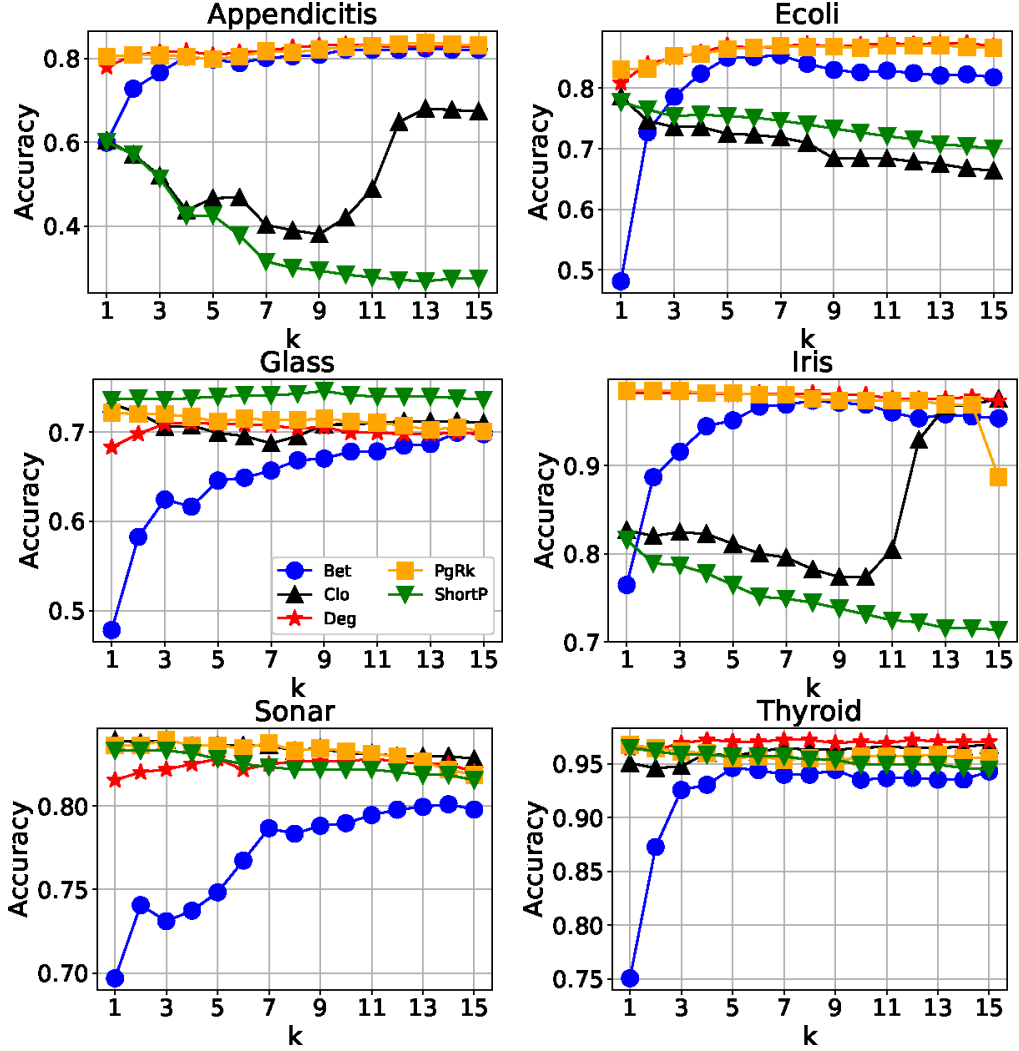 Appendicitis
Accuracy
0.8
0.6
0.4
1 3 5 7 9 11 13 15
k
Ecoli
Accuracy
0.8
0.7
0.6
0.5
1 3 5 7 9 11 13 15
k
Glass
Accuracy
0.7
0.6
0.5
Bet
Clo
Deg
PgRk
ShortP
1 3 5 7 9 11 13 15
k
Iris
Accuracy
0.9
0.8
0.7
1 3 5 7 9 11 13 15
k
Sonar
Accuracy
0.80
0.75
0.70
1 3 5 7 9 11 13 15
k
Thyroid
Accuracy
0.95
0.90
0.85
0.80
0.75
1 3 5 7 9 11 13 15
k